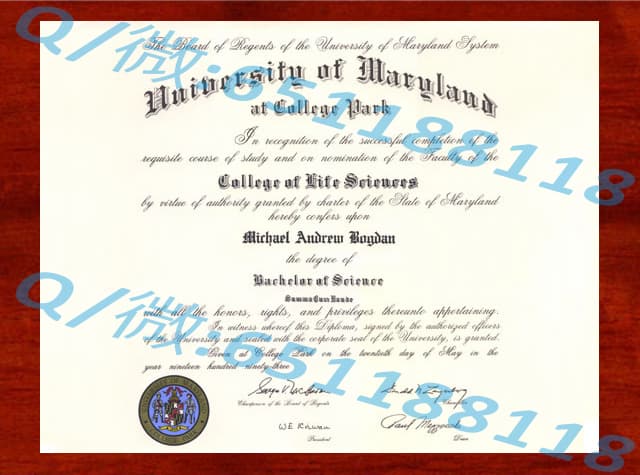 The Board of Regents of the University of Maryland System
University of Maryland
at College Park
In recognition of the successful completion of the
requisite course of study and on nomination of the Faculty of the
College of Life Sciences
by virtue of authority granted by charter of the State of Maryland
hereby confers upon
Michael Andrew Bogdan
the degree of
Bachelor of Science
Summa Cum Laude
with all the honors, rights, and privileges thereunto appertaining.
In witness whereof this Diploma, signed by the authorized officers
of the University and sealed with the corporate seal of the University, is granted.
Given at College Park on the twentieth day of May in the
year nineteen hundred ninety-three
Chairperson of the Board of Regents
Chancellor
President
Dean
Q/微:651188118
Q/微:651188118